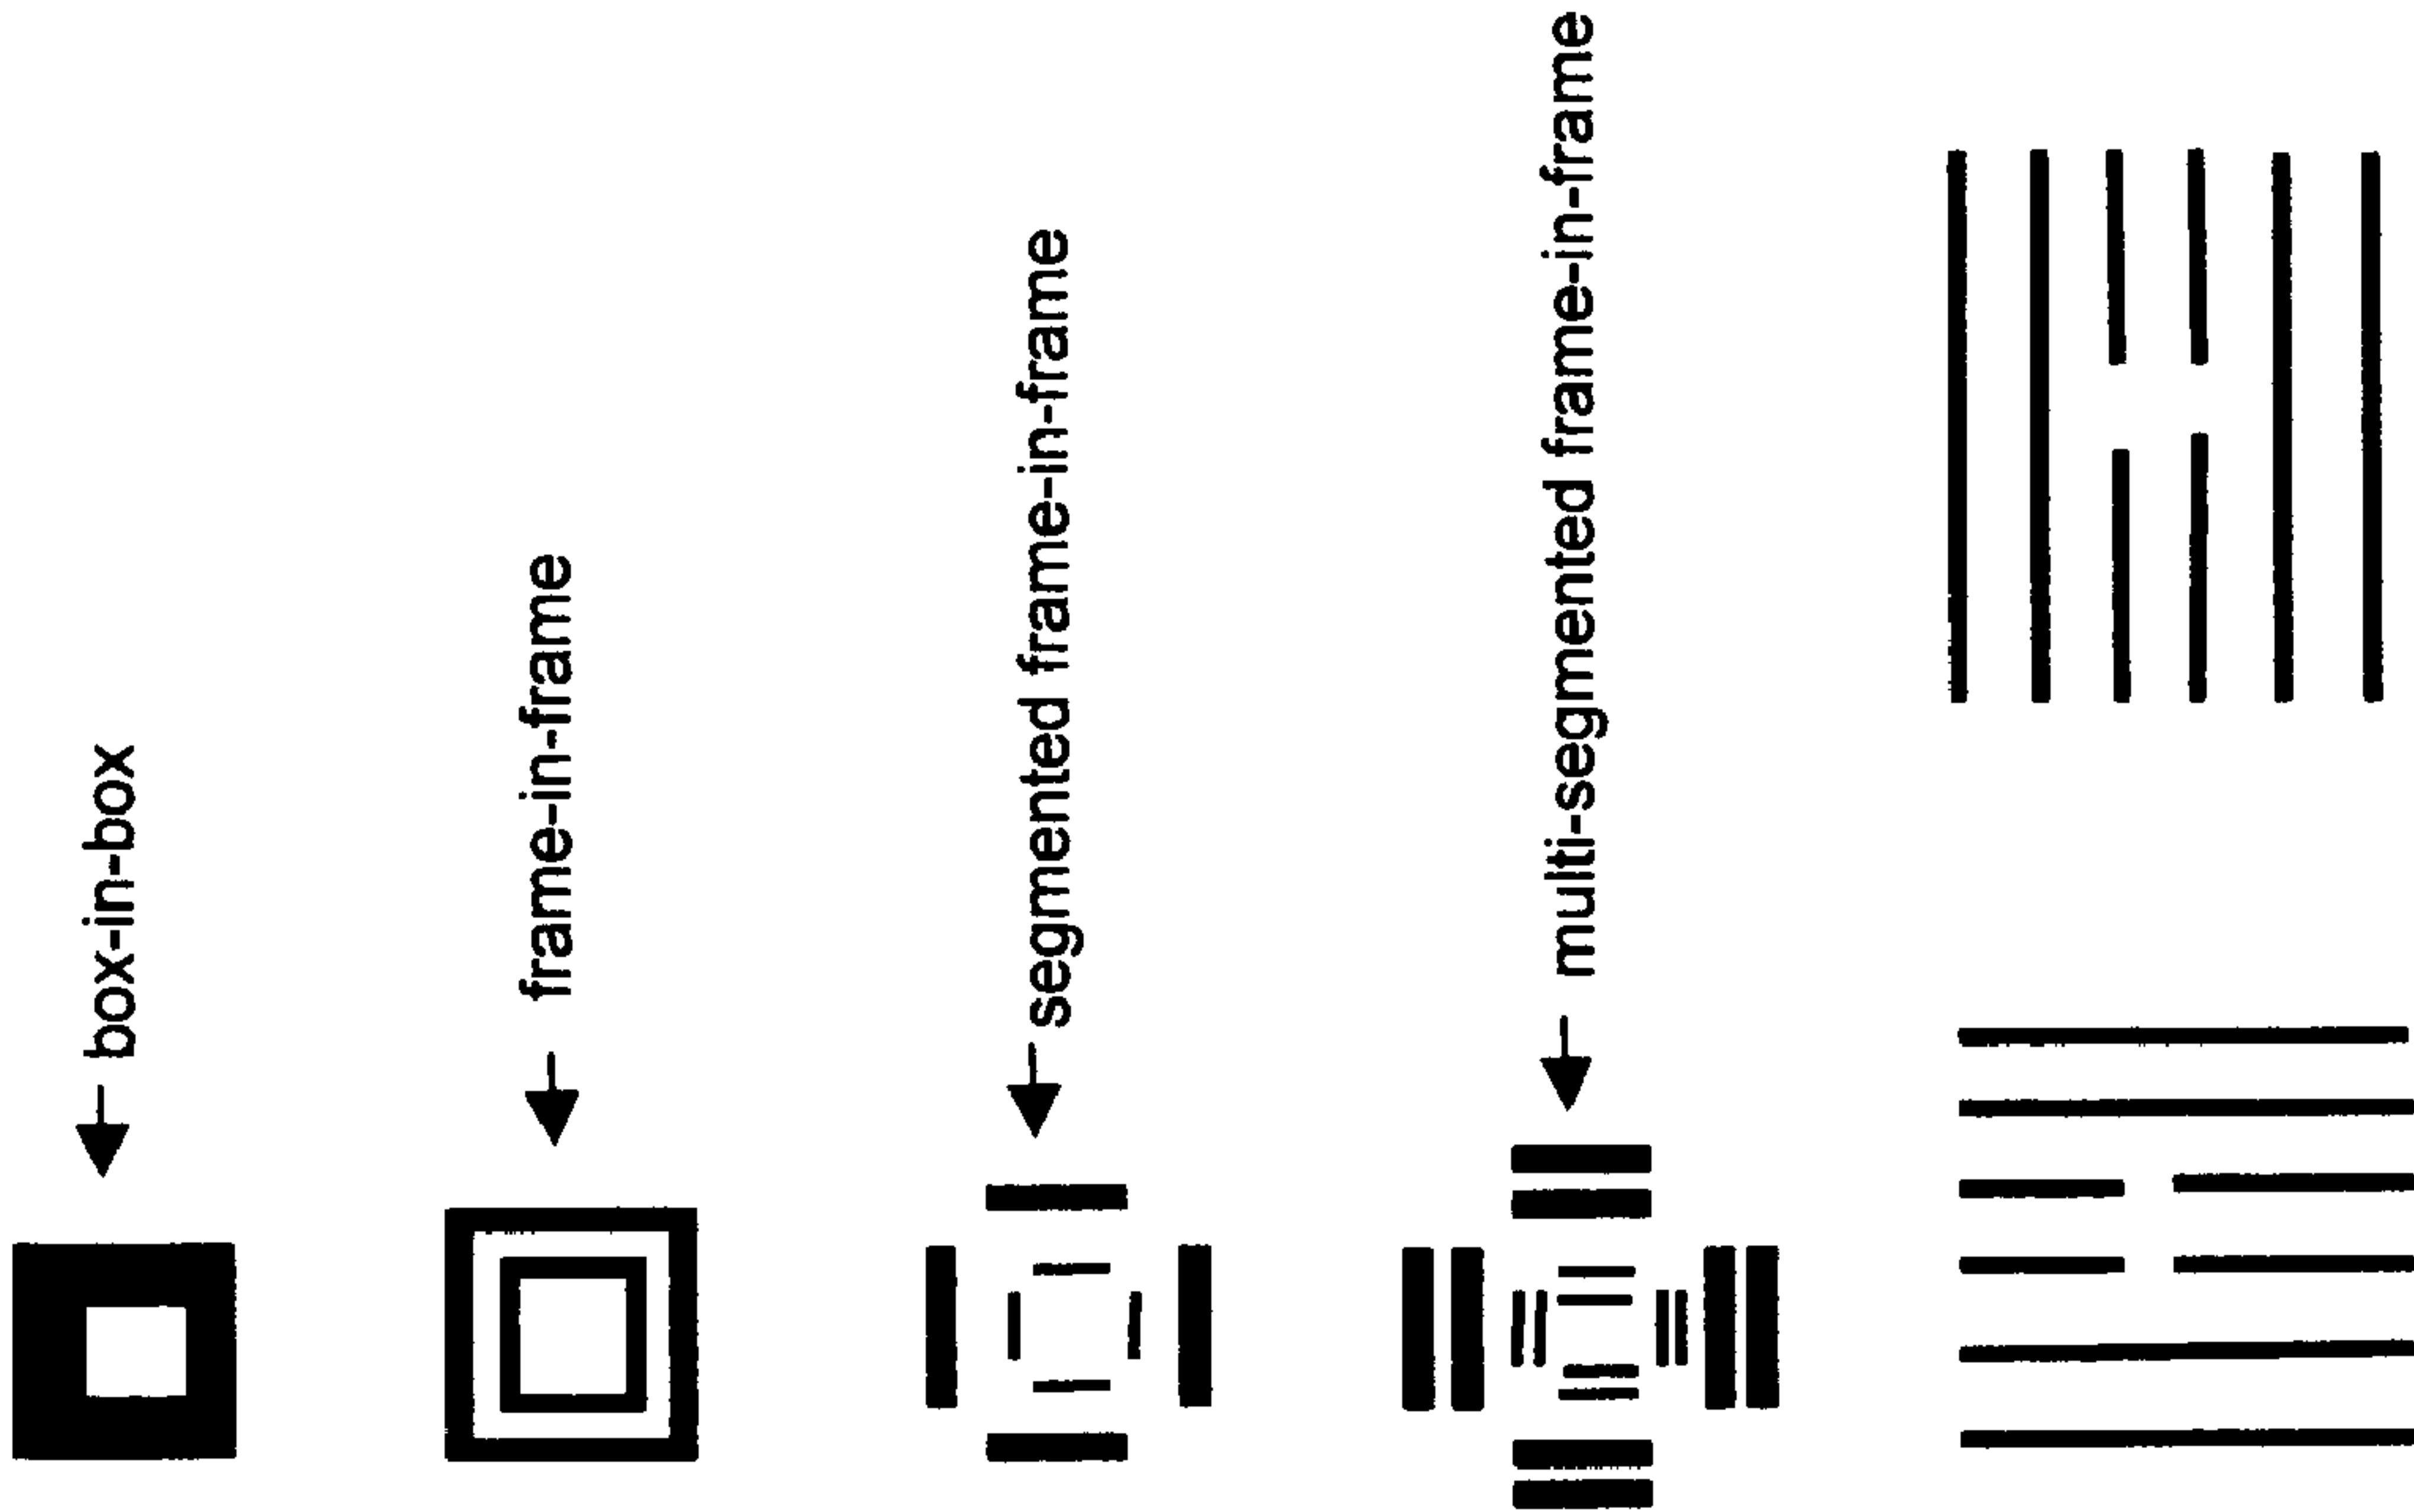 box-in-box
frame-in-frame
segmented frame-in-frame
multi-segmented frame-in-frame